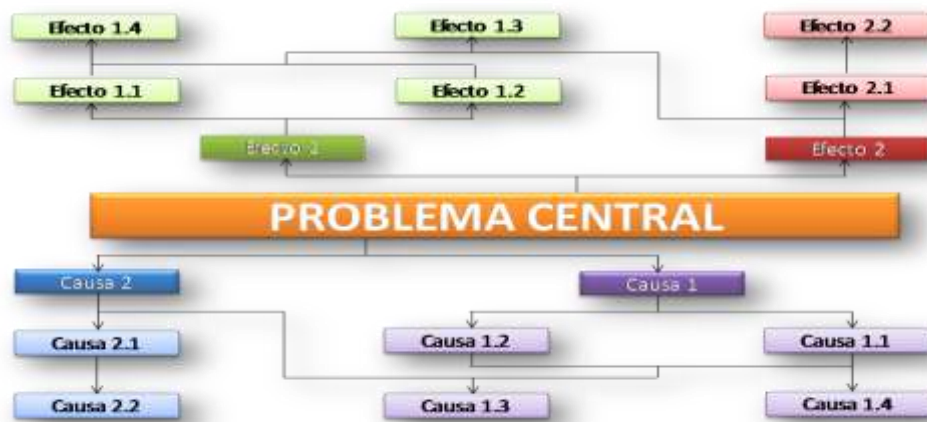 Efecto 1.4
Efecto 1.3
Efecto 2.2
Efecto 1.1
Efecto 1.2
Efecto 2.1
Efecto 1
Efecto 2
PROBLEMA CENTRAL
Causa 2
Causa 1
Causa 2.1
Causa 1.2
Causa 1.1
Causa 2.2
Causa 1.3
Causa 1.4